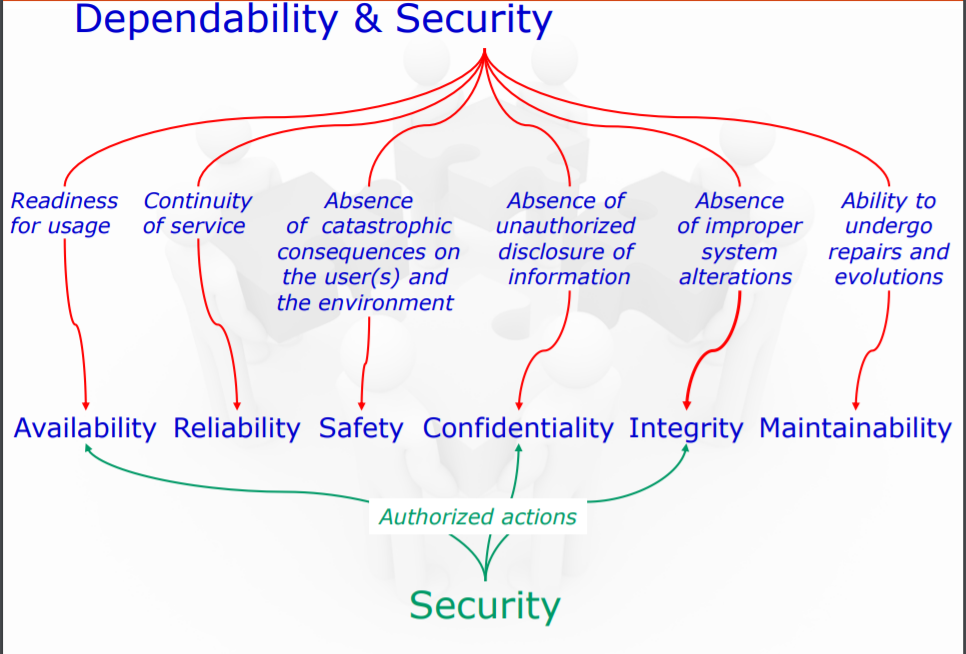 Dependability & Security
Readiness
for usage
Continuity
of service
Absence
of catastrophic
consequences on
the user(s) and
the environment
Absence of
unauthorized
disclosure of
information
Absence
of improper
system
alterations
Ability to
undergo
repairs and
evolutions
Availability Reliability Safety Confidentiality Integrity Maintainability
Authorized actions
Security